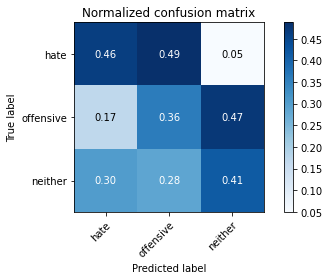 Normalized confusion matrix
True label
hate
0.46 0.49 0.05
offensive
0.17 0.36 0.47
neither
0.30 0.28 0.41
hate offensive neither
Predicted label
0.45
0.40
0.35
0.30
0.25
0.20
0.15
0.10
0.05